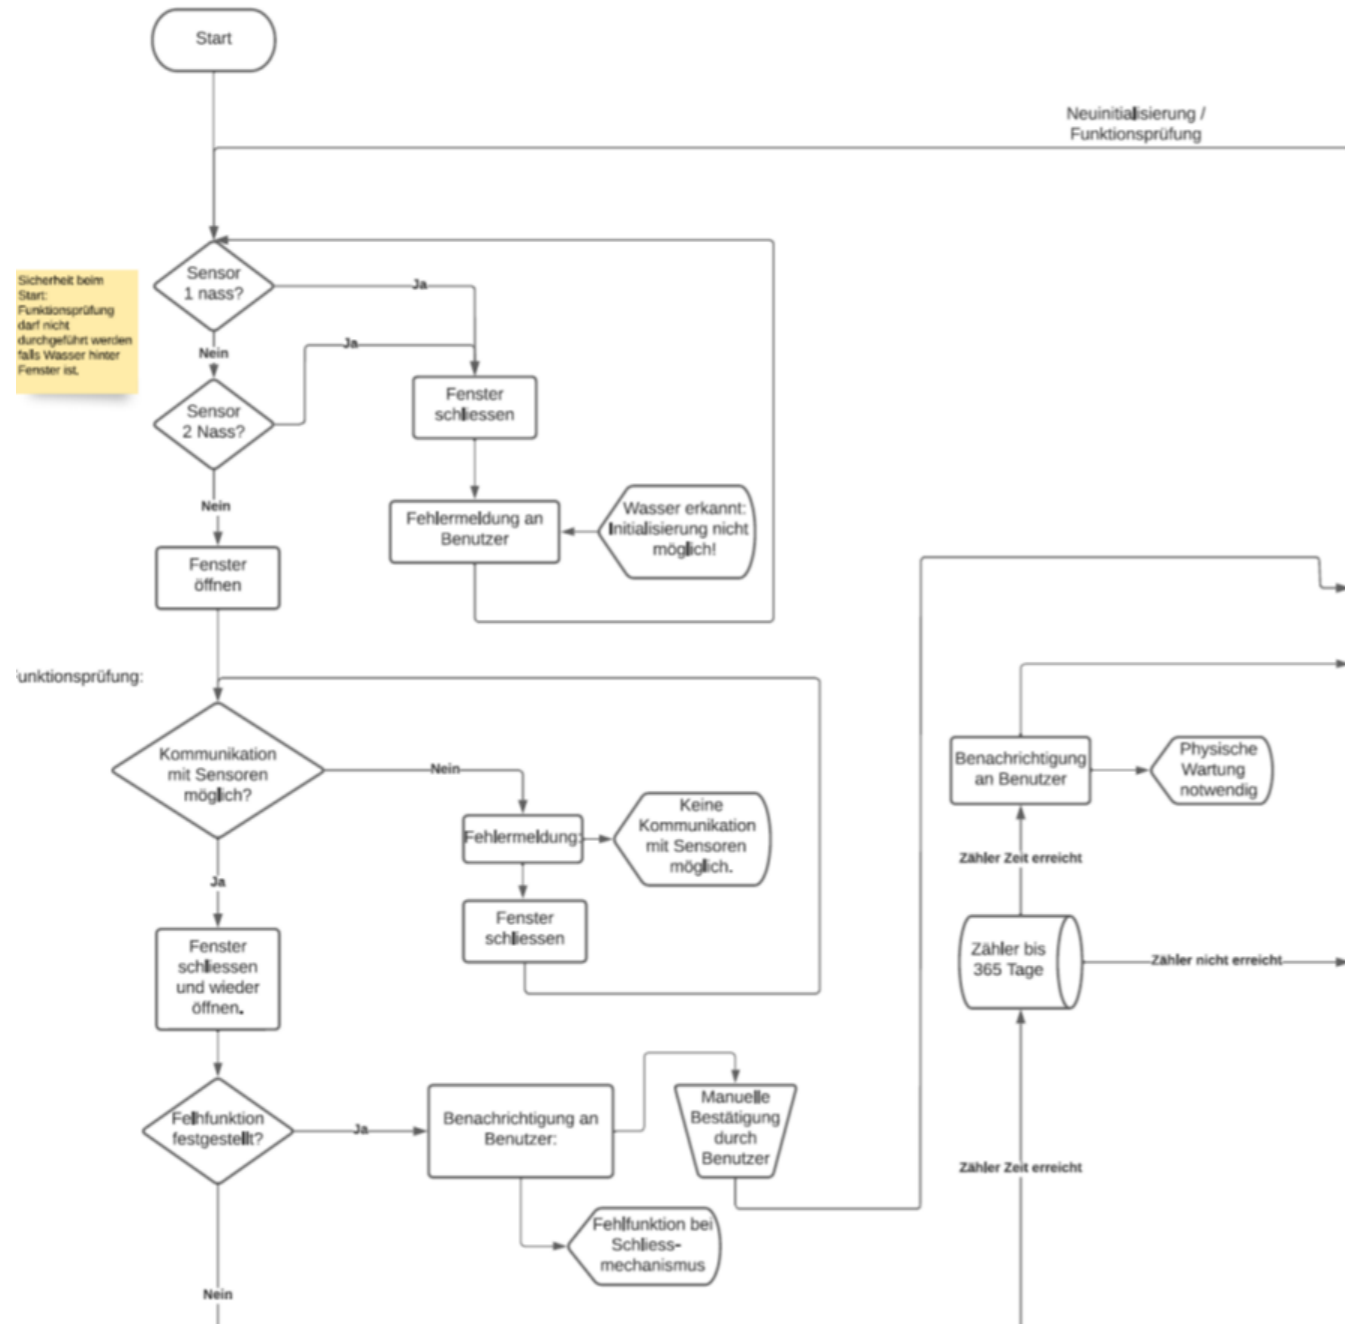 Start
Neuinitialisierung /
Funktionsprüfung
Sensor
1 nass?
Ja
Sicherheit beim
Start:
Funktionsprüfung
darf nicht
durchgeführt werden
falls Wasser hinter
Fenster ist.
Nein
Ja
Sensor
2 Nass?
Fenster
schliessen
Nein
Fehlermeldung an
Benutzer
Wasser erkannt:
Initialisierung nicht
möglich!
Fenster
öffnen
unktionsprüfung:
Kommunikation
mit Sensoren
möglich?
Nein
Fehlermeldung:
Keine
Kommunikation
mit Sensoren
möglich.
Benachrichtigung
an Benutzer
Physische
Wartung
notwendig
Zähler Zeit erreicht
Ja
Fenster
schliessen
Fenster
schliessen
und wieder
öffnen.
Zähler bis
365 Tage
Zähler nicht erreicht
Felhfunktion
festgestellt?
Ja
Benachrichtigung an
Benutzer:
Manuelle
Bestätigung
durch
Benutzer
Zähler Zeit erreicht
Fehlfunktion bei
Schliess-
mechanismus
Nein